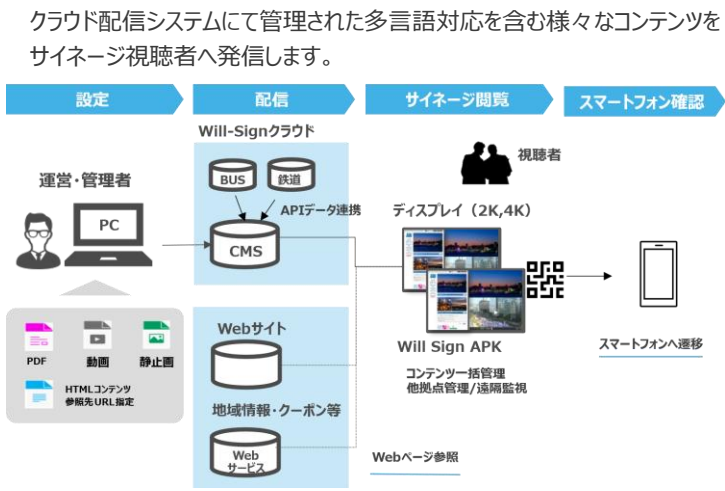 クラウド配信システムにて管理された多言語対応を含む様々なコンテンツを
サイネージ視聴者へ発信します。
設定
配信
サイネージ閲覧
スマートフォン確認
Will-Signクラウド
運営・管理者
PC
BUS
鉄道
APIデータ連携
CMS
視聴者
ディスプレイ（2K,4K）
Will Sign APK
コンテンツ一括管理
他拠点管理/遠隔監視
スマートフォンへ遷移
PDF
動画
静止画
HTMLコンテンツ
参照先URL指定
Webサイト
地域情報・クーポン等
Web
サービス
Webページ参照